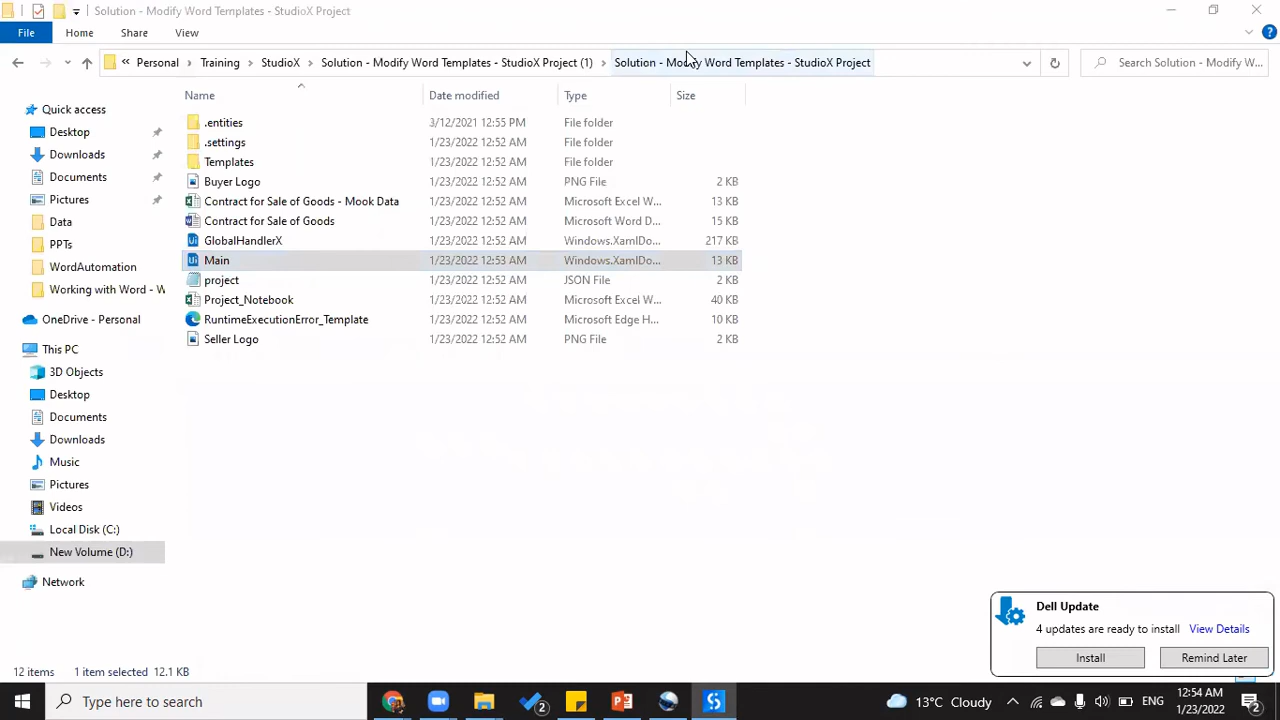 Solution - Modify Word Templates - StudioX Project
File Home Share View
« Personal > Training > StudioX > Solution - Modify Word Templates - StudioX Project (1) > Solution - Modify Word Templates - StudioX Project
Search Solution - Modify W...
Name Date modified Type Size
Quick access
Desktop
Downloads
Documents
Pictures
Data
PPTs
WordAutomation
Working with Word - W
OneDrive - Personal
This PC
3D Objects
Desktop
Documents
Downloads
Music
Pictures
Videos
Local Disk (C:)
New Volume (D:)
Network
.entities 3/12/2021 12:55 PM File folder
.settings 1/23/2022 12:52 AM File folder
Templates 1/23/2022 12:52 AM File folder
Buyer Logo 1/23/2022 12:52 AM PNG File 2 KB
Contract for Sale of Goods - Mook Data 1/23/2022 12:52 AM Microsoft Excel W... 13 KB
Contract for Sale of Goods 1/23/2022 12:52 AM Microsoft Word D... 15 KB
GlobalHandlerX 1/23/2022 12:52 AM Windows.XamlDo... 217 KB
Main 1/23/2022 12:53 AM Windows.XamlDo... 13 KB
project 1/23/2022 12:52 AM JSON File 2 KB
Project_Notebook 1/23/2022 12:52 AM Microsoft Excel W... 40 KB
RuntimeExecutionError_Template 1/23/2022 12:52 AM Microsoft Edge H... 10 KB
Seller Logo 1/23/2022 12:52 AM PNG File 2 KB
Dell Update
4 updates are ready to install View Details
Install Remind Later
12 items 1 item selected 12.1 KB
Type here to search
2
13°C Cloudy
ENG
12:54 AM
1/23/2022
2